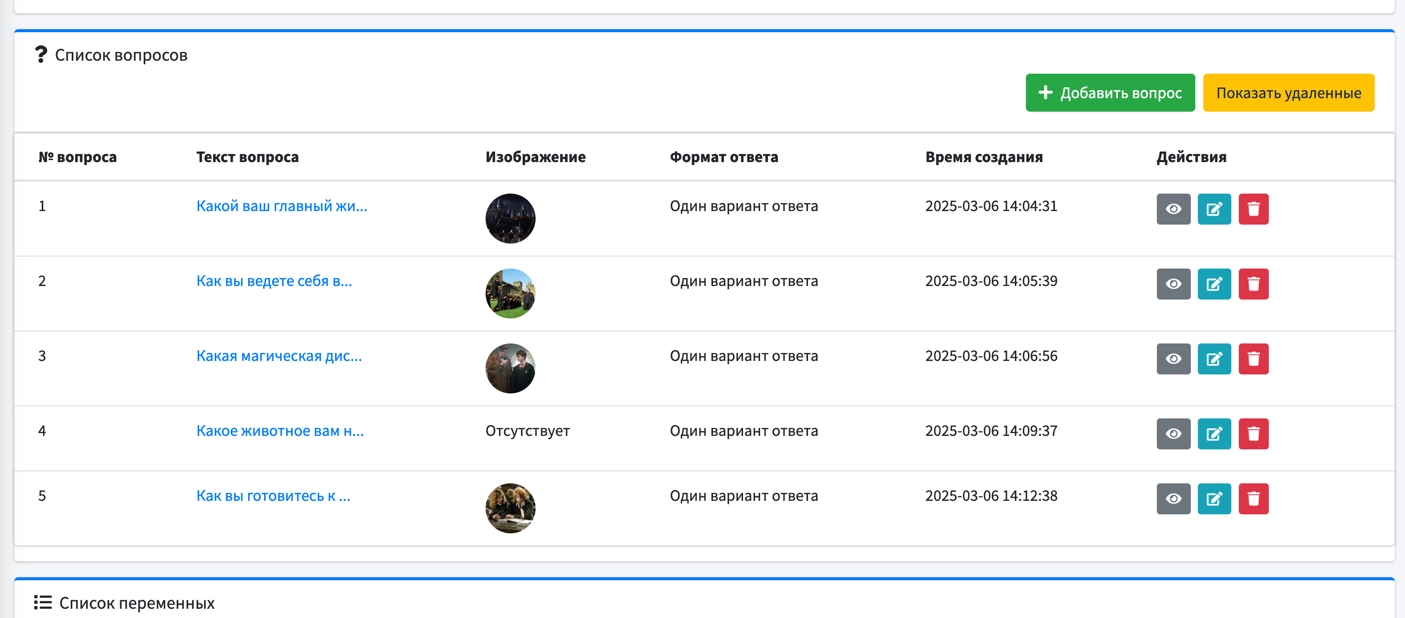 ? Список вопросов
+ Добавить вопрос Показать удаленные
№ вопроса Текст вопроса Изображение Формат ответа Время создания Действия
1 Какой ваш главный жи... Один вариант ответа 2025-03-06 14:04:31
2 Как вы ведете себя в... Один вариант ответа 2025-03-06 14:05:39
3 Какая магическая дис... Один вариант ответа 2025-03-06 14:06:56
4 Какое животное вам н... Отсутствует Один вариант ответа 2025-03-06 14:09:37
5 Как вы готовитесь к ... Один вариант ответа 2025-03-06 14:12:38
Список переменных